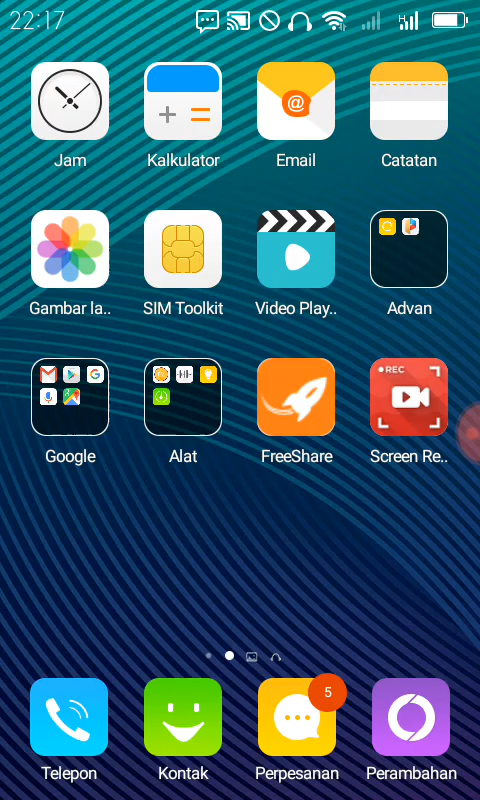 22:17
H
Jam
Kalkulator
@
Email
Catatan
Gambar la..
SIM Toolkit
Video Play..
Advan
G
Google
Alat
FreeShare
REC
Screen Re..
5
Telepon
Kontak
Perpesanan
Perambahan